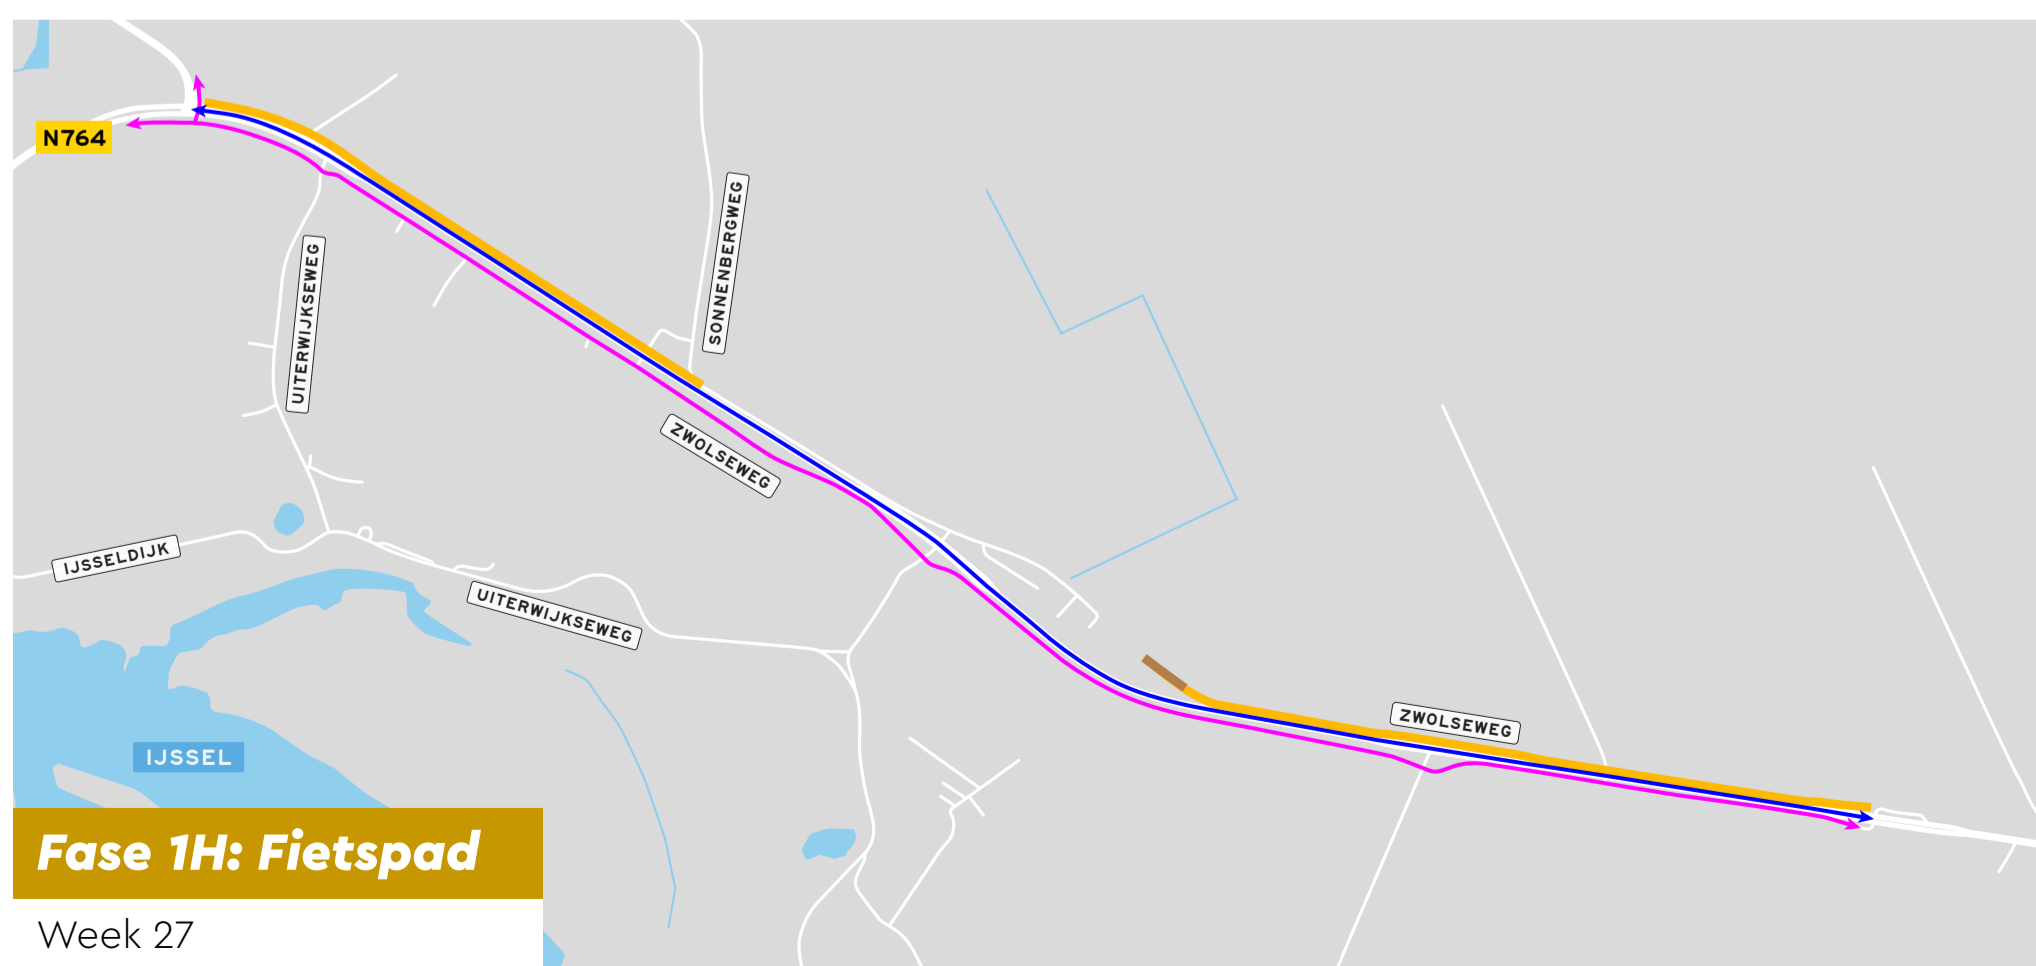 N764
SONNENBERGWEG
UITERWIJKSEWEG
ZWOLSEWEG
IJSSELDIJK
UITERWIJKSEWEG
ZWOLSEWEG
IJSSEL
Fase 1H: Fietspad
Week 27